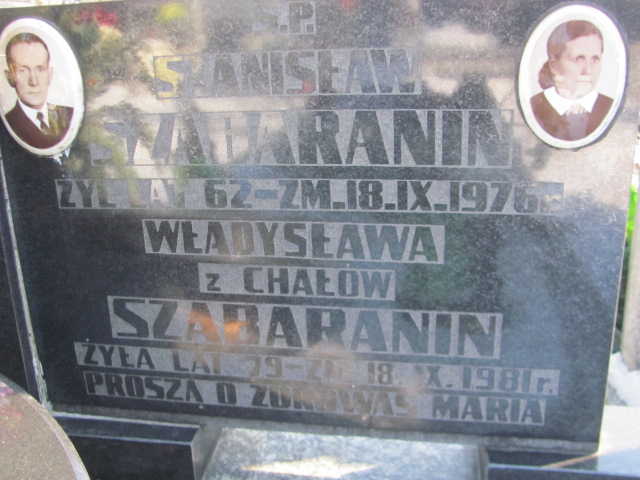 Ś.P.
STANISŁAW
SZABARANIN
ŻYŁ LAT 62-ZM.18.IX.1976r.
WŁADYSŁAWA
z CHAŁÓW
SZABARANIN
ŻYŁA LAT 79-ZM. 18.IX.1981r.
PROSZĄ O ZDROWAŚ MARIA